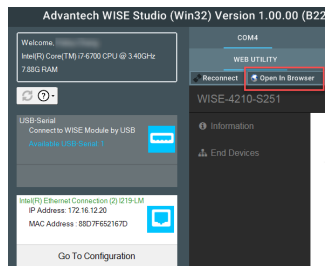 Advantech WISE Studio (Win32) Version 1.00.00 (B22
Welcome,
Intel(R) Core(TM) i7-6700 CPU @ 3.40GHz
7.88G RAM
USB-Serial
Connect to WISE Module by USB
Available USB Serial: 1
Intel(R) Ethernet Connection (2) I219-LM
IP Address: 172.16.12.20
MAC Address : 88D7F652167D
Go To Configuration
COM4
WEB UTILITY
Reconnect
Open In Browser
WISE-4210-S251
Information
End Devices